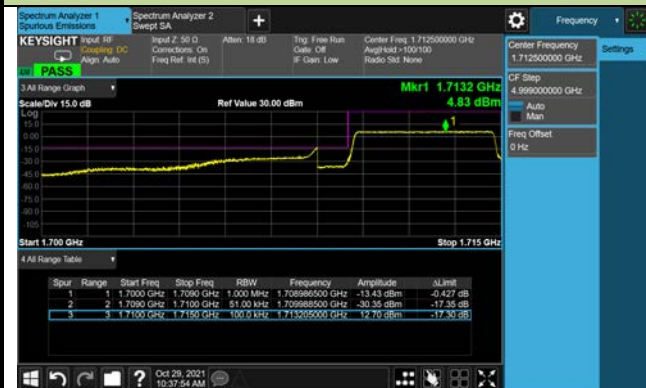 Spectrum Analyzer 1
Spurious Emissions
Spectrum Analyzer 2
Swept SA
+
Frequency
KEYSIGHT
Input: RF
Coupling: DC
Align: Auto
Input Z: 50 Ω
Corrections: On
Freq Ref: Int (S)
Atten: 18 dB
Trig: Free Run
Gate: Off
IF Gain: Low
Center Freq: 1.712500000 GHz
Avg|Hold:>100/100
Radio Std: None
PASS
Center Frequency
1.712500000 GHz
Settings
CF Step
4.999000000 GHz
Auto
Man
Freq Offset
0 Hz
3 All Range Graph
Mkr1 1.7132 GHz
4.83 dBm
Scale/Div 15.0 dB
Ref Value 30.00 dBm
Log
15.0
0.00
-15.0
-30.0
-45.0
-60.0
-75.0
-90.0
-105
1
Start 1.700 GHz
Stop 1.715 GHz
4 All Range Table
Spur Range Start Freq Stop Freq RBW Frequency Amplitude ΔLimit
1 1 1.7000 GHz 1.7090 GHz 1.000 MHz 1.708986500 GHz -13.43 dBm -0.427 dB
2 2 1.7090 GHz 1.7100 GHz 51.00 kHz 1.709988500 GHz -30.35 dBm -17.35 dB
3 3 1.7100 GHz 1.7150 GHz 100.0 kHz 1.713205000 GHz 12.70 dBm -17.30 dB
?
Oct 29, 2021
10:37:54 AM